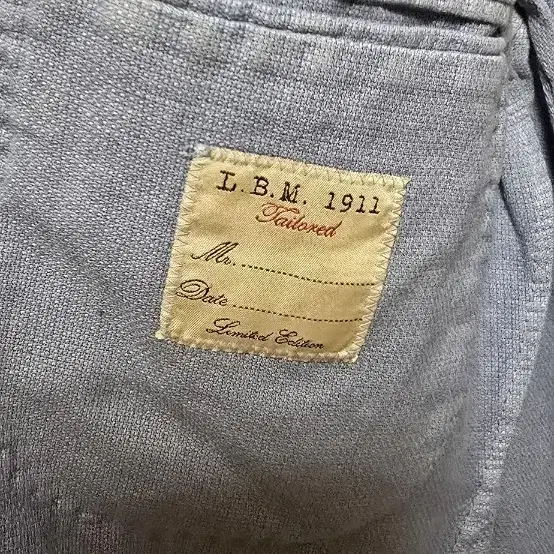 L.B.M. 1911
Tailored
Mr.
Date
Limited Edition